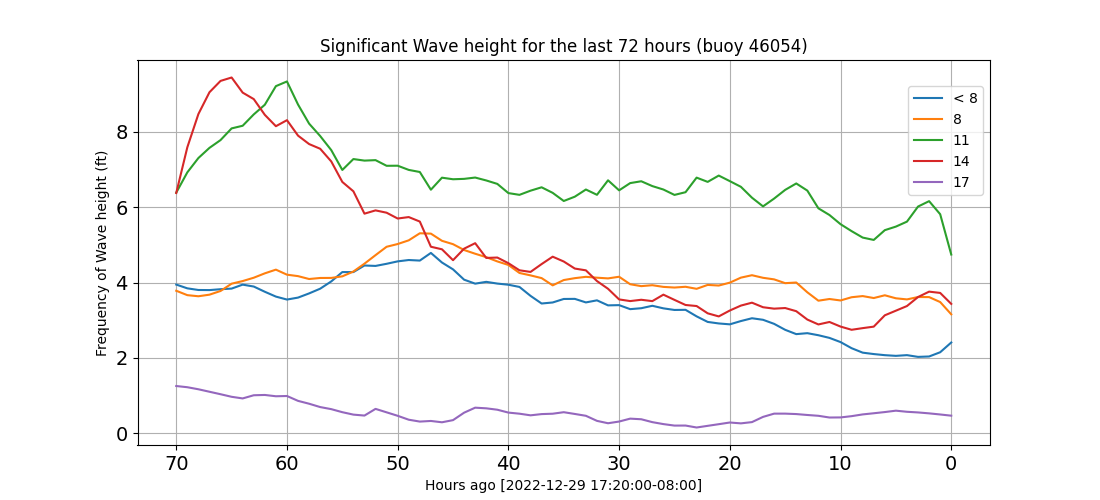 Significant Wave height for the last 72 hours (buoy 46054)
Frequency of Wave height (ft)
8
6
4
2
0
< 8
8
11
14
17
70 60 50 40 30 20 10 0
Hours ago [2022-12-29 17:20:00-08:00]